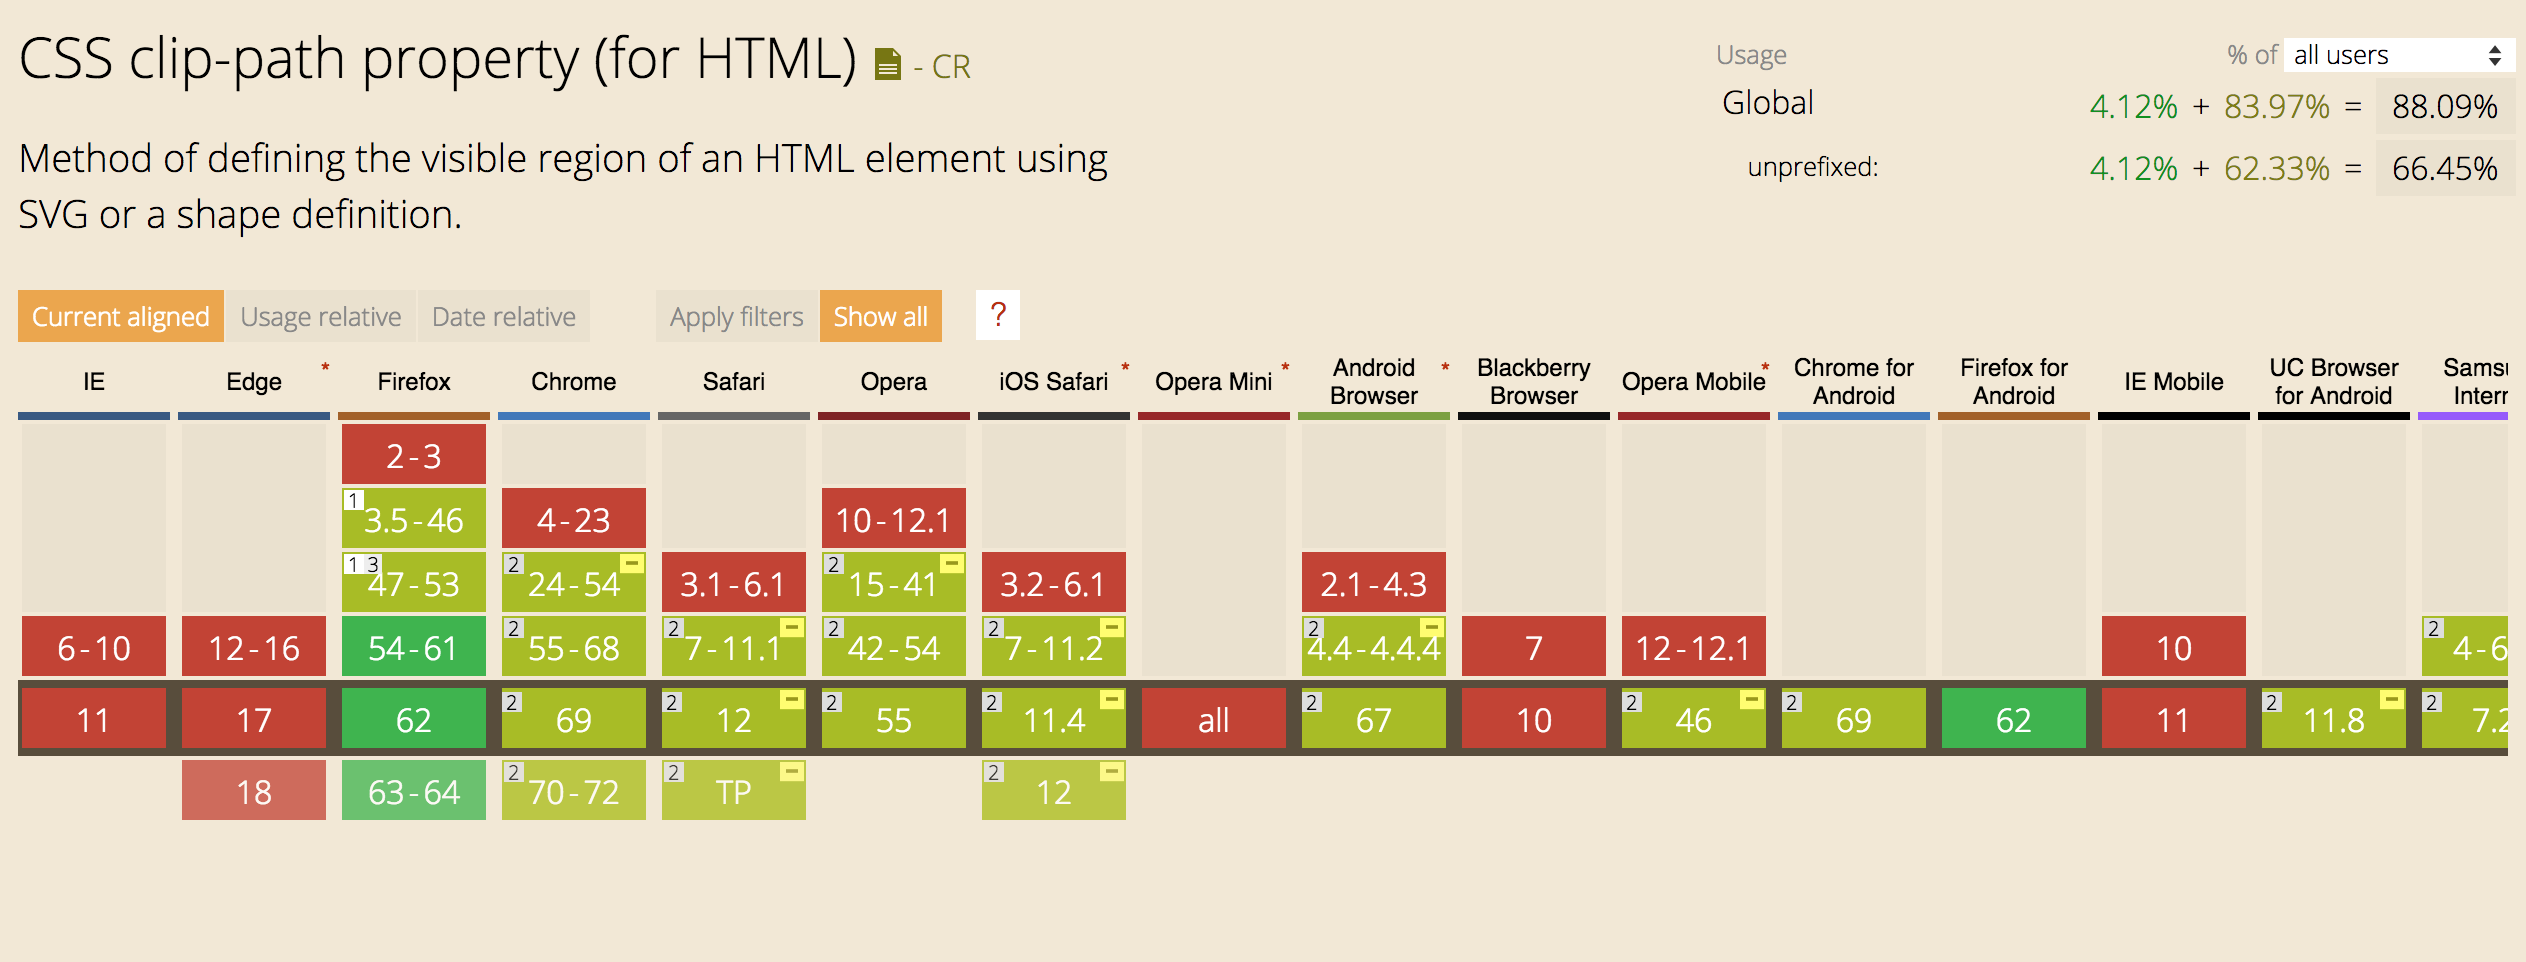 CSS clip-path property (for HTML) - CR
Usage % of all users
Global 4.12% + 83.97% = 88.09%
unprefixed: 4.12% + 62.33% = 66.45%
Method of defining the visible region of an HTML element using
SVG or a shape definition.
Current aligned Usage relative Date relative Apply filters Show all ?
IE
Edge *
Firefox
Chrome
Safari
Opera
iOS Safari *
Opera Mini *
Android
Browser *
Blackberry
Browser
Opera Mobile *
Chrome for
Android
Firefox for
Android
IE Mobile
UC Browser
for Android
Samsu
Intern
2-3
1 3.5-46 4-23 10-12.1
1 3 47-53 2 24-54 - 3.1-6.1 2 15-41 - 3.2-6.1 2.1-4.3
6-10 12-16 54-61 2 55-68 2 7-11.1 - 2 42-54 2 7-11.2 - 2 4.4-4.4.4 - 7 12-12.1 10 2 4-6
11 17 62 2 69 2 12 - 2 55 2 11.4 - all 2 67 10 2 46 - 2 69 62 11 2 11.8 - 2 7.2
18 63-64 2 70-72 2 TP - 2 12 -